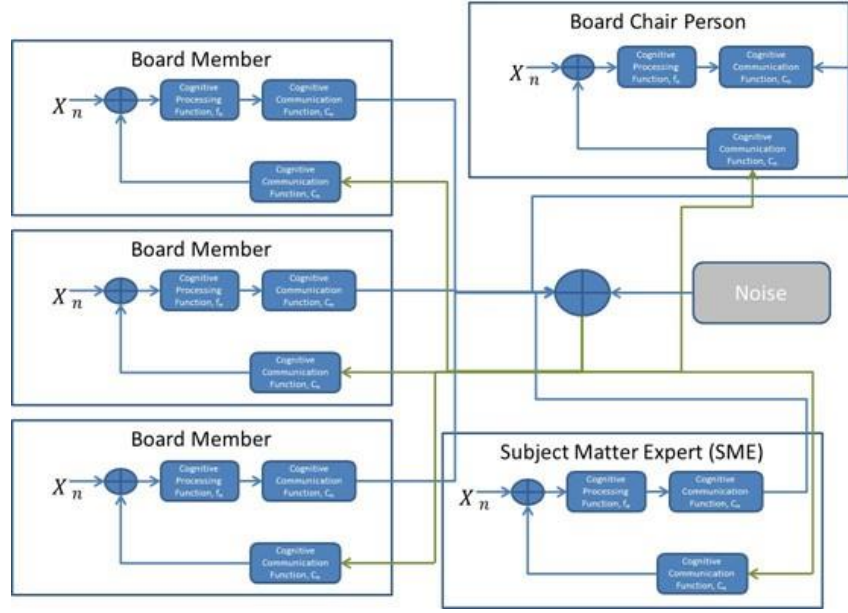 Board Member
X n
Cognitive
Processing
Function, fₙ
Cognitive
Communication
Function, Cₙ
Cognitive
Communication
Function, Cₙ
Board Member
X n
Cognitive
Processing
Function, fₙ
Cognitive
Communication
Function, Cₙ
Cognitive
Communication
Function, Cₙ
Board Member
X n
Cognitive
Processing
Function, fₙ
Cognitive
Communication
Function, Cₙ
Cognitive
Communication
Function, Cₙ
Board Chair Person
X n
Cognitive
Processing
Function, fₙ
Cognitive
Communication
Function, Cₙ
Cognitive
Communication
Function, Cₙ
Noise
Subject Matter Expert (SME)
X n
Cognitive
Processing
Function, fₙ
Cognitive
Communication
Function, Cₙ
Cognitive
Communication
Function, Cₙ